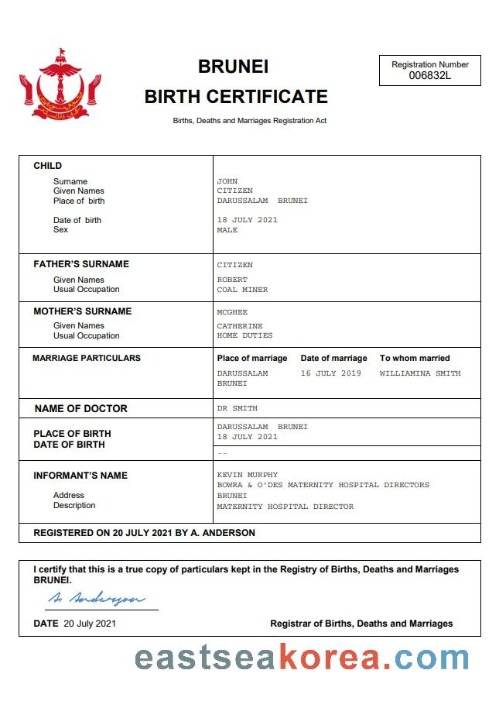 BRUNEI
BIRTH CERTIFICATE
Births, Deaths and Marriages Registration Act
Registration Number
006832L
CHILD
Surname JOHN
Given Names CITIZEN
Place of birth DARUSSALAM BRUNEI
Date of birth 18 JULY 2021
Sex MALE
FATHER'S SURNAME CITIZEN
Given Names ROBERT
Usual Occupation COAL MINER
MOTHER'S SURNAME MCGHEE
Given Names CATHERINE
Usual Occupation HOME DUTIES
MARRIAGE PARTICULARS Place of marriage Date of marriage To whom married
DARUSSALAM 16 JULY 2019 WILLIAMINA SMITH
BRUNEI
NAME OF DOCTOR DR SMITH
PLACE OF BIRTH DARUSSALAM BRUNEI
DATE OF BIRTH 18 JULY 2021
--
INFORMANT'S NAME KEVIN MURPHY
BOWRA & O'DES MATERNITY HOSPITAL DIRECTORS
Address BRUNEI
Description MATERNITY HOSPITAL DIRECTOR
REGISTERED ON 20 JULY 2021 BY A. ANDERSON
I certify that this is a true copy of particulars kept in the Registry of Births, Deaths and Marriages
BRUNEI.
A. Anderson
DATE 20 July 2021 Registrar of Births, Deaths and Marriages
eastseakorea.com